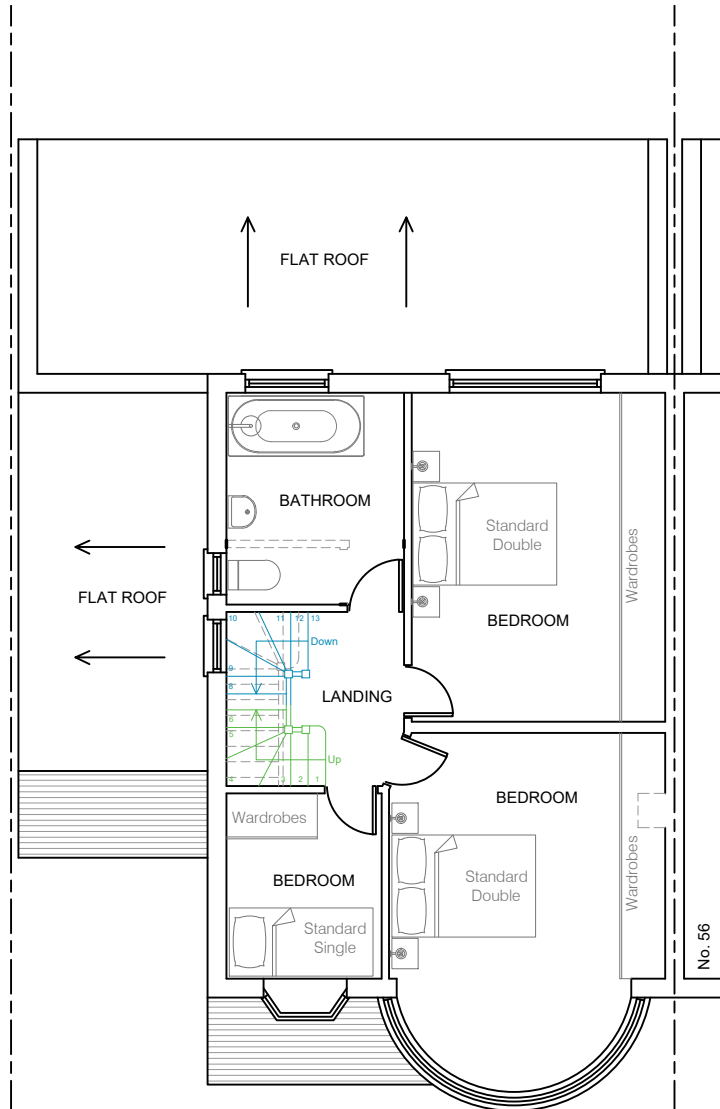 FLAT ROOF
BATHROOM
Standard
Double
Wardrobes
FLAT ROOF
BEDROOM
10
11
12
13
Down
9
8
LANDING
6
5
Up
4
3
2
1
BEDROOM
Wardrobes
Wardrobes
BEDROOM
Standard
Double
Standard
Single
No. 56